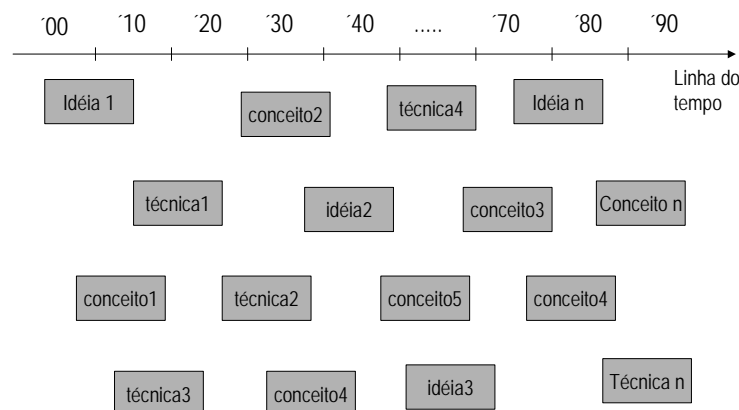 ´00 ´10 ´20 ´30 ´40 ..... ´70 ´80 ´90
Linha do
tempo
Idéia 1 conceito2 técnica4 Idéia n
técnica1 idéia2 conceito3 Conceito n
conceito1 técnica2 conceito5 conceito4
técnica3 conceito4 idéia3 Técnica n